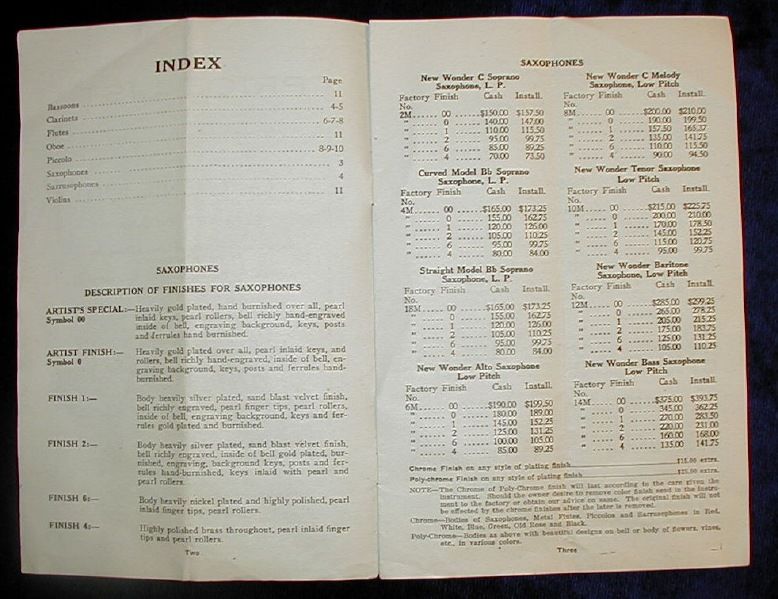 INDEX
Page
Bassoons 11
Clarinets 4-5
Flutes 6-7-8
Oboe 11
Piccolo 8-9-10
Saxophones 3
Sarrusophones 4
Violins 11
SAXOPHONES
DESCRIPTION OF FINISHES FOR SAXOPHONES
ARTIST'S SPECIAL:—Heavily gold plated, hand burnished over all, pearl
Symbol 00 inlaid keys, pearl rollers, bell richly hand-engraved
inside of bell, engraving background, keys, posts
and ferrules hand burnished.
ARTIST FINISH:— Heavily gold plated over all, pearl inlaid keys, and
Symbol 0 rollers, bell richly hand-engraved, inside of bell, en-
graving background, keys, posts and ferrules hand-
burnished.
FINISH 1:— Body heavily silver plated, sand blast velvet finish,
bell richly engraved, pearl finger tips, pearl rollers,
inside of bell, engraving background, keys and fer-
rules gold plated and burnished.
FINISH 2:— Body heavily silver plated, sand blast velvet finish,
bell richly engraved, inside of bell gold plated, bur-
nished, engraving, background, keys, posts and fer-
rules hand-burnished, keys inlaid with pearl and
pearl rollers.
FINISH 6:— Body heavily nickel plated and highly polished, pearl
inlaid finger tips, pearl rollers.
FINISH 4:— Highly polished brass throughout, pearl inlaid finger
tips and pearl rollers.
Two
SAXOPHONES
New Wonder C Soprano
Saxophone, L. P.
Factory Finish Cash Install.
No.
2M 00 $150.00 $157.50
" 0 140.00 147.00
" 1 110.00 115.50
" 2 95.00 99.75
" 6 85.00 89.25
" 4 70.00 73.50
Curved Model Bb Soprano
Saxophone, L. P.
Factory Finish Cash Install.
No.
4M 00 $165.00 $173.25
" 0 155.00 162.75
" 1 120.00 126.00
" 2 105.00 110.25
" 6 95.00 99.75
" 4 80.00 84.00
Straight Model Bb Soprano
Saxophone, L. P.
Factory Finish Cash Install.
No.
18M 00 $165.00 $173.25
" 0 155.00 162.75
" 1 120.00 126.00
" 2 105.00 110.25
" 6 95.00 99.75
" 4 80.00 84.00
New Wonder Alto Saxophone
Low Pitch
Factory Finish Cash Install.
No.
6M 00 $190.00 $199.50
" 0 180.00 189.00
" 1 145.00 152.25
" 2 125.00 131.25
" 6 100.00 105.00
" 4 85.00 89.25
New Wonder C Melody
Saxophone, Low Pitch
Factory Finish Cash Install.
No.
8M 00 $200.00 $210.00
" 0 190.00 199.50
" 1 157.50 165.37
" 2 135.00 141.75
" 6 110.00 115.50
" 4 90.00 94.50
New Wonder Tenor Saxophone
Low Pitch
Factory Finish Cash Install.
No.
10M 00 $215.00 $225.75
" 0 200.00 210.00
" 1 170.00 178.50
" 2 145.00 152.25
" 6 115.00 120.75
" 4 95.00 99.75
New Wonder Baritone
Saxophone, Low Pitch
Factory Finish Cash Install.
No.
12M 00 $285.00 $299.25
" 0 265.00 278.25
" 1 205.00 215.25
" 2 175.00 183.75
" 6 125.00 131.25
" 4 105.00 110.25
New Wonder Bass Saxophone
Low Pitch
Factory Finish Cash Install.
No.
14M 00 $375.00 $393.75
" 0 345.00 362.25
" 1 270.00 283.50
" 2 220.00 231.00
" 6 160.00 168.00
" 4 135.00 141.75
Chrome Finish on any style of plating finish $15.00 extra.
Poly-chrome Finish on any style of plating finish $25.00 extra.
NOTE—The Chrome of Poly-Chrome finish will last according to the care given the
instrument. Should the owner desire to remove color finish send in the instru-
ment to the factory or obtain our advice on same. The original finish will not
be effected by the chrome finishes after the later is removed.
Chrome—Bodies of Saxophones, Metal Flutes, Piccolos and Sarrusophones in Red,
White, Blue, Green, Old Rose and Black.
Poly-Chrome—Bodies as above with beautiful designs on bell or body of flowers, vines,
etc., in various colors.
Three